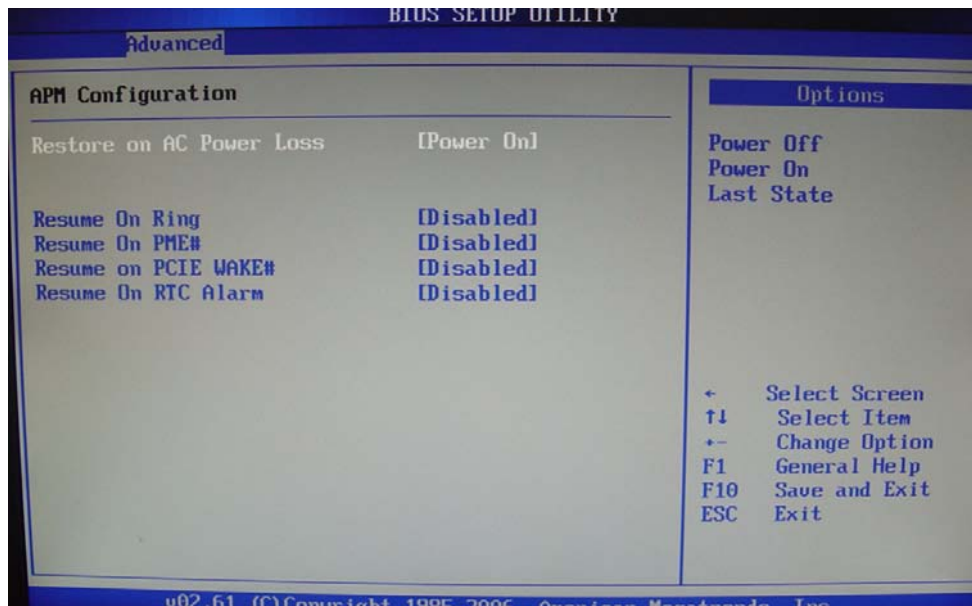 BIOS SETUP UTILITY
Advanced
APM Configuration
Restore on AC Power Loss [Power On]
Resume On Ring [Disabled]
Resume On PME# [Disabled]
Resume on PCIE WAKE# [Disabled]
Resume On RTC Alarm [Disabled]
Options
Power Off
Power On
Last State
← Select Screen
↑↓ Select Item
+- Change Option
F1 General Help
F10 Save and Exit
ESC Exit
v02.61 (C)Copyright 1985-2006, American Megatrends, Inc.